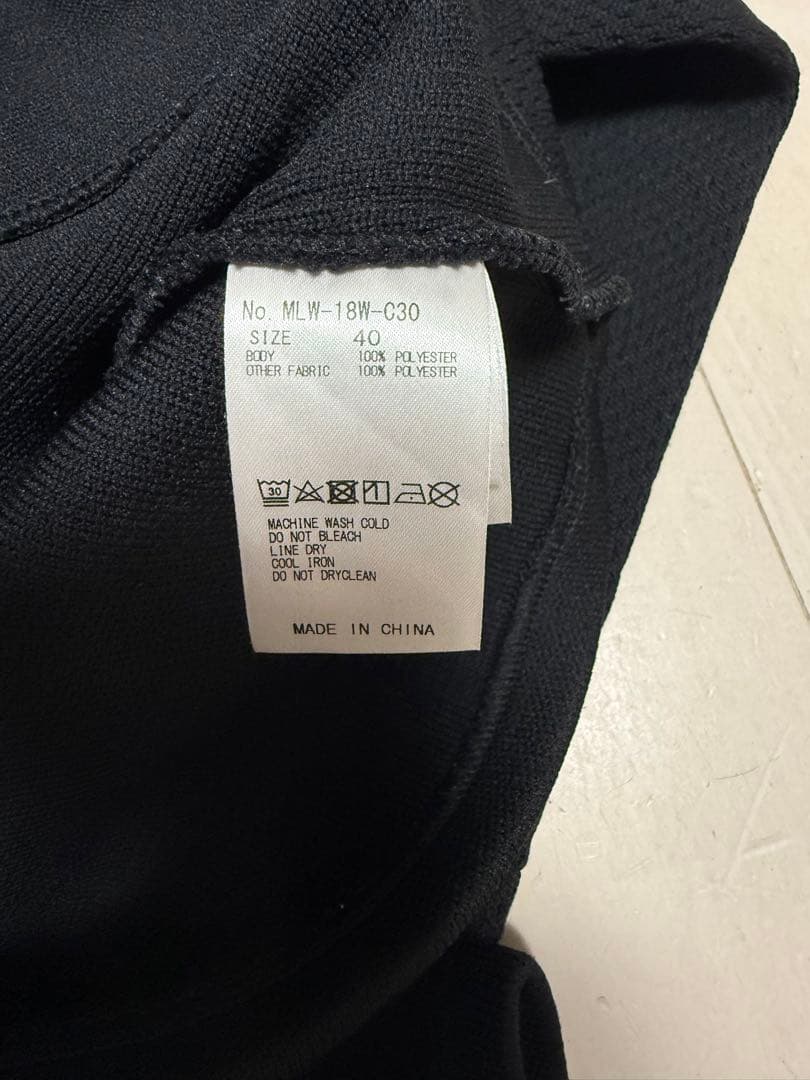 No. MLW-18W-C30
SIZE 40
BODY 100% POLYESTER
OTHER FABRIC 100% POLYESTER
30
MACHINE WASH COLD
DO NOT BLEACH
LINE DRY
COOL IRON
DO NOT DRYCLEAN
MADE IN CHINA